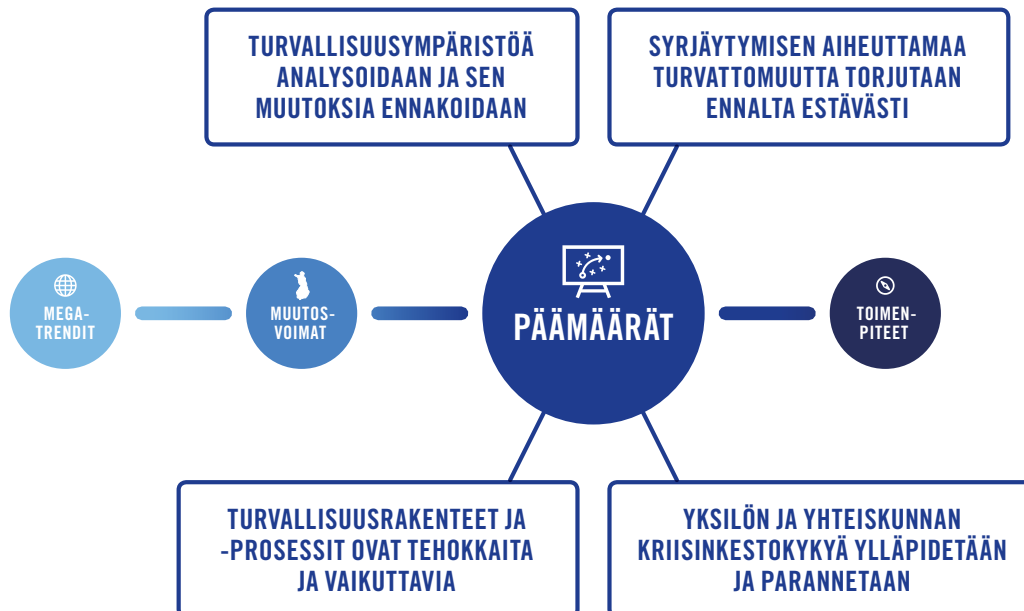 TURVALLISUUSYMPÄRISTÖÄ
ANALYSOIDAAN JA SEN
MUUTOKSIA ENNAKOIDAAN
SYRJÄYTYMISEN AIHEUTTAMAA
TURVATTOMUUTTA TORJUTAAN
ENNALTA ESTÄVÄSTI
MEGA-
TRENDIT
MUUTOS-
VOIMAT
PÄÄMÄÄRÄT
TOIMEN-
PITEET
TURVALLISUUSRAKENTEET JA
-PROSESSIT OVAT TEHOKKAITA
JA VAIKUTTAVIA
YKSILÖN JA YHTEISKUNNAN
KRIISINKESTOKYKYÄ YLLÄPIDETÄÄN
JA PARANNETAAN